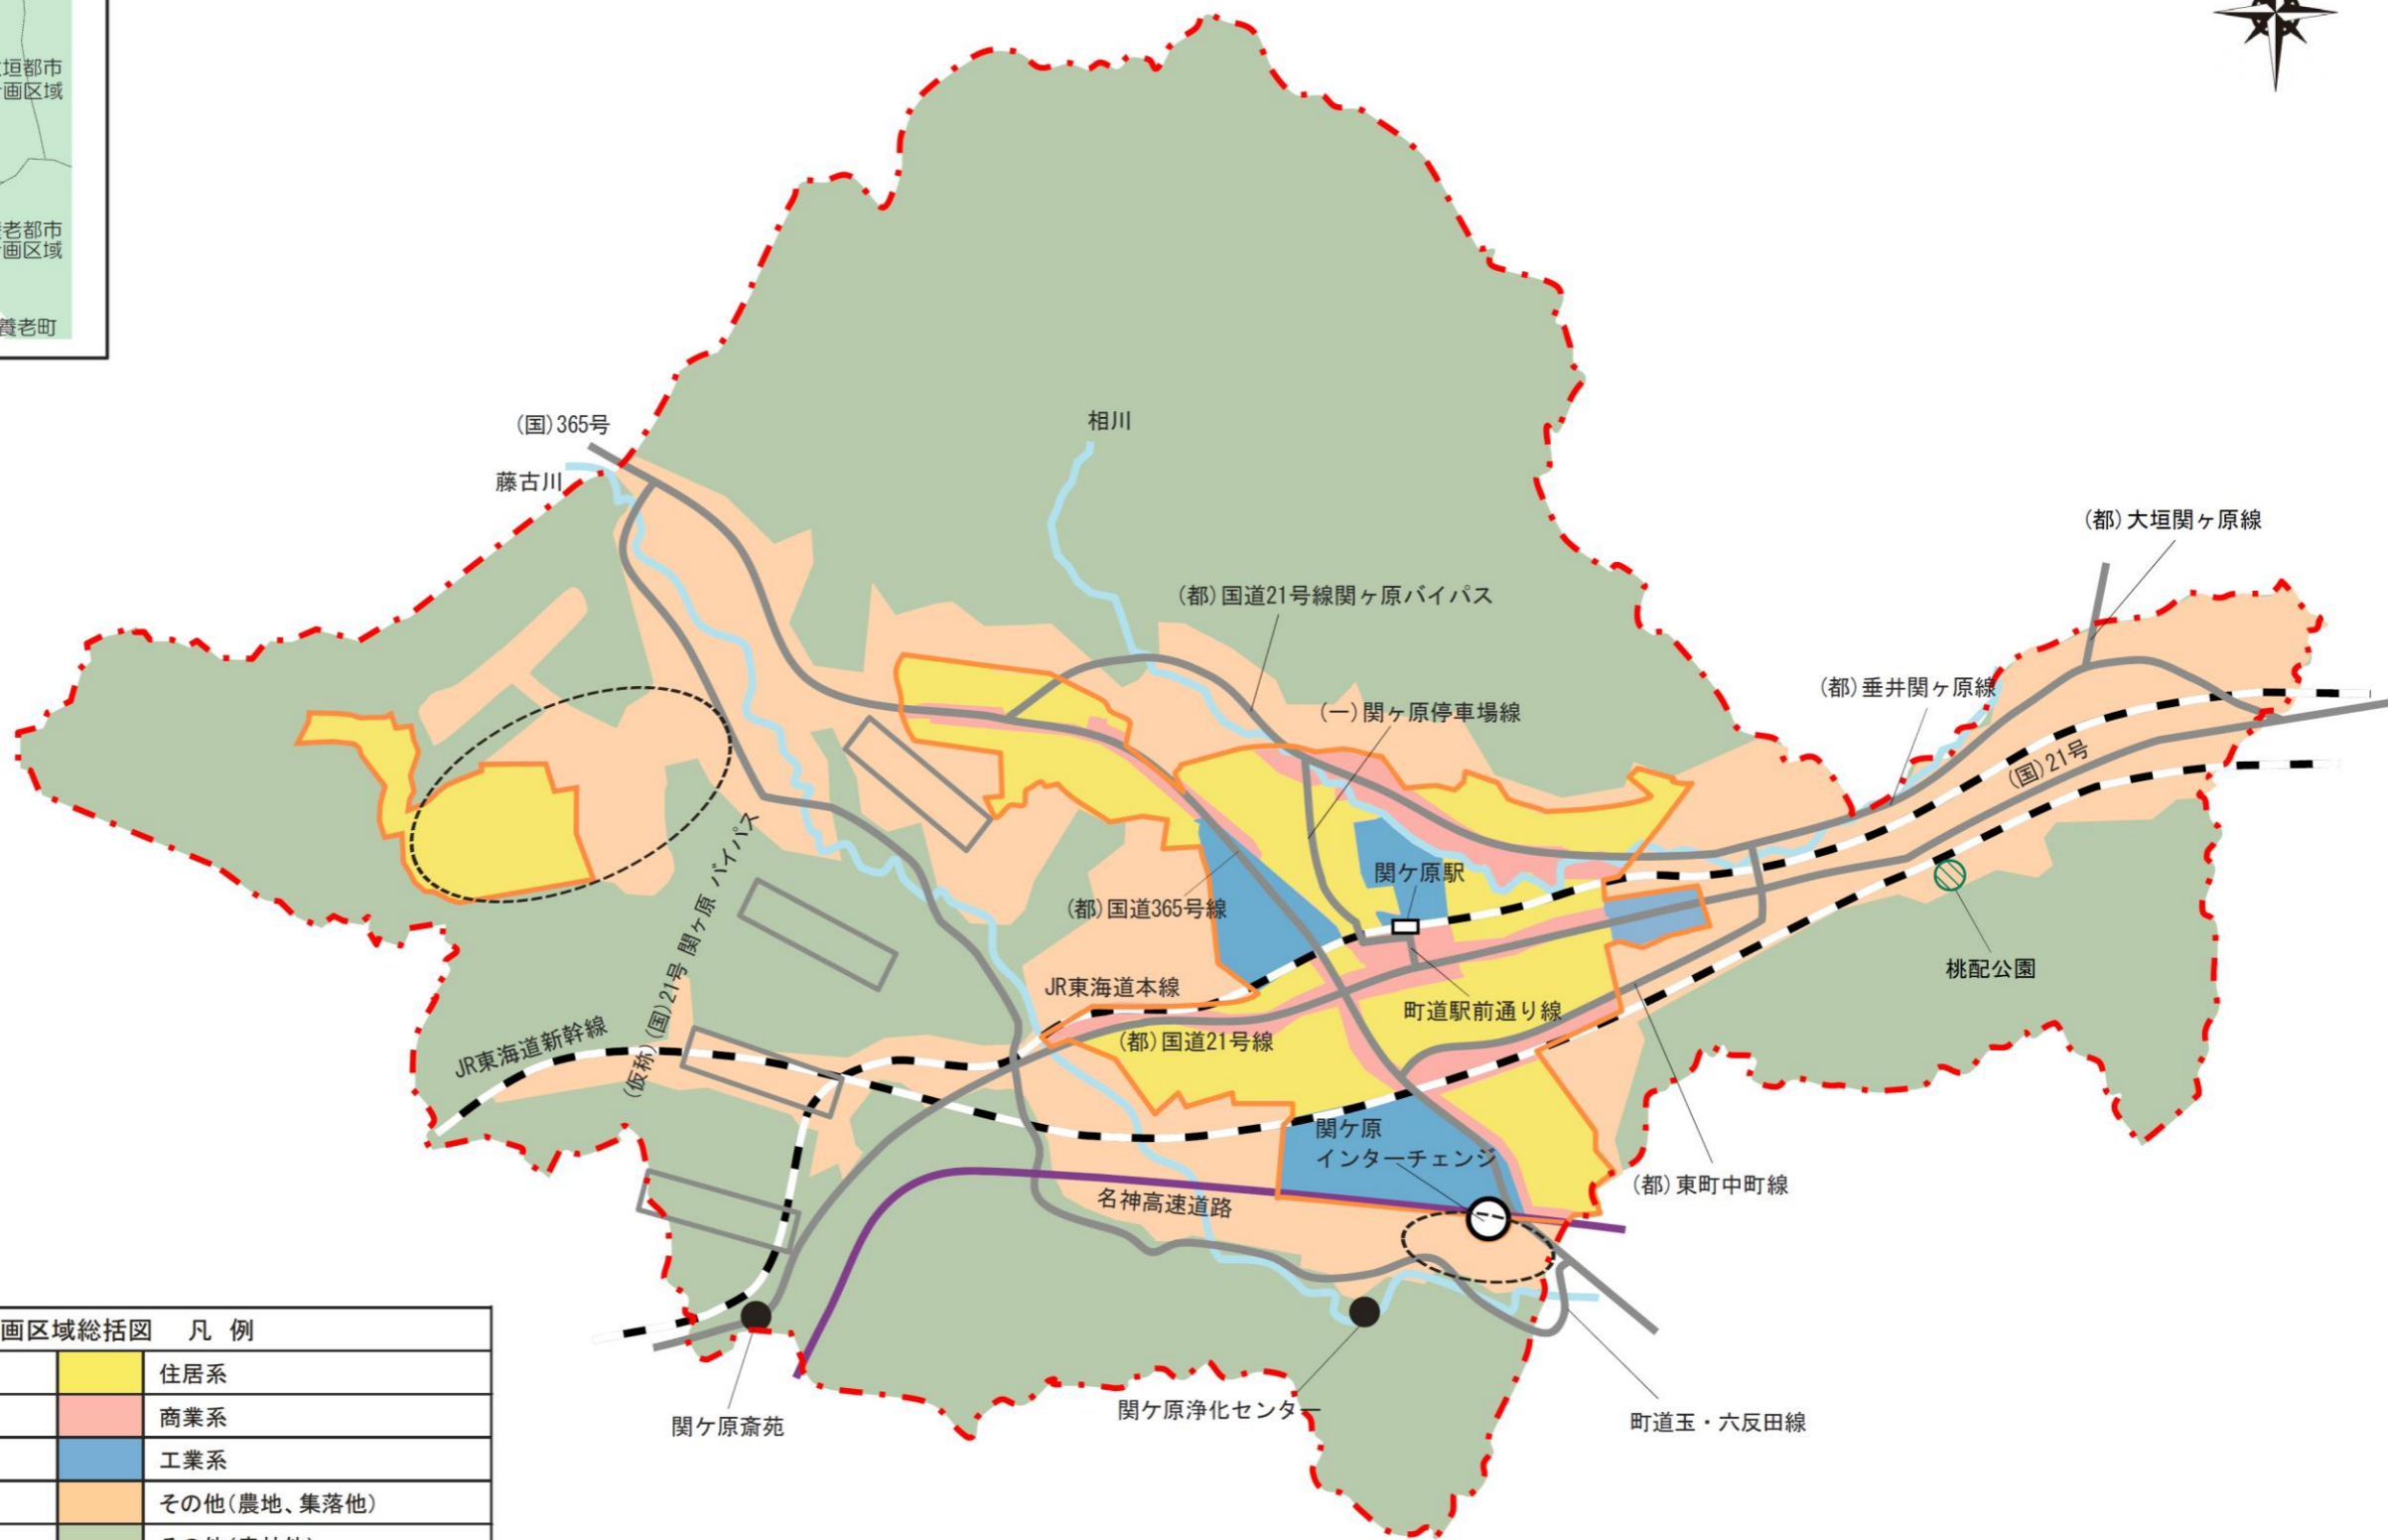 垣都市
画区域
老都市
画区域
養老町
(国)365号
藤古川
相川
(都)国道21号線関ヶ原バイパス
(一)関ヶ原停車場線
(都)大垣関ヶ原線
(都)垂井関ヶ原線
(国)21号
関ケ原駅
(都)国道365号線
桃配公園
JR東海道本線
町道駅前通り線
(都)国道21号線
JR東海道新幹線
(仮称)(国)21号 関ヶ原 バイパス
関ケ原
インターチェンジ
(都)東町中町線
名神高速道路
関ケ原斎苑
関ケ原浄化センター
町道玉・六反田線
画区域総括図 凡 例
住居系
商業系
工業系
その他(農地、集落他)